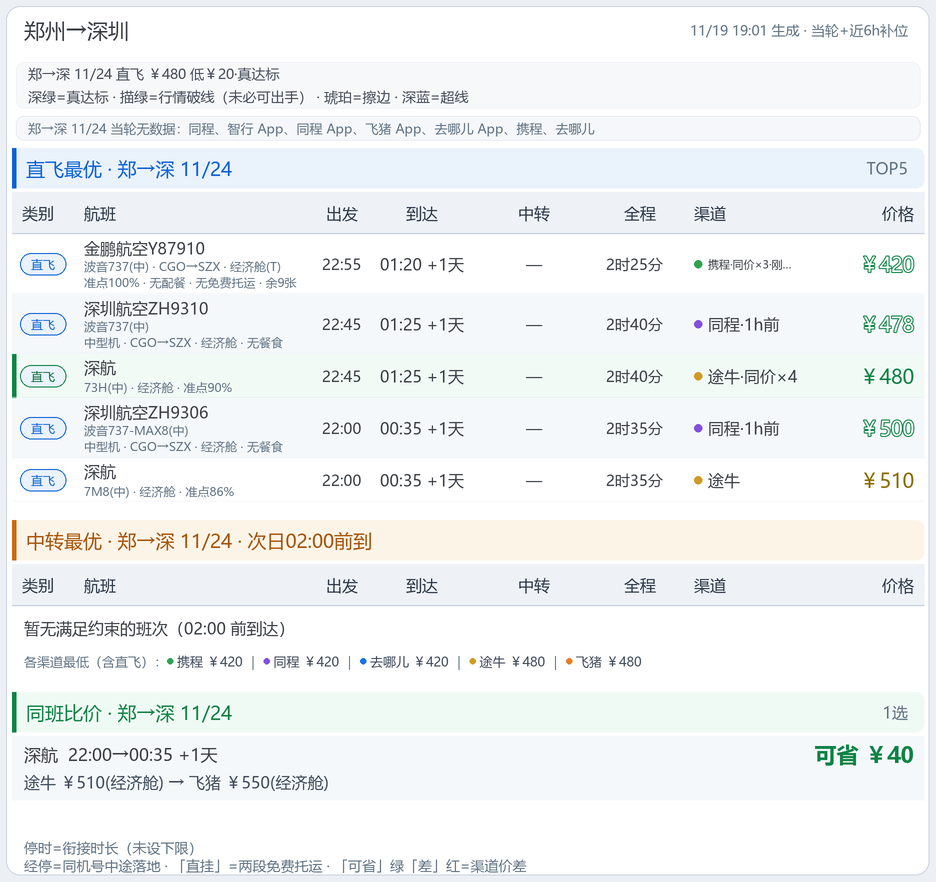 郑州→深圳
11/19 19:01 生成 · 当轮+近6h补位
郑→深 11/24 直飞 ￥480 低￥20·真达标
深绿=真达标 · 描绿=行情破线（未必可出手） · 琥珀=擦边 · 深蓝=超线
郑→深 11/24 当轮无数据：同程、智行 App、同程 App、飞猪 App、去哪儿 App、携程、去哪儿
直飞最优 · 郑→深 11/24 TOP5
类别 航班 出发 到达 中转 全程 渠道 价格
金鹏航空Y87910
直飞 波音737(中) · CGO→SZX · 经济舱(T) 22:55 01:20 +1天 — 2时25分 携程·同价×3·刚... ￥420
准点100% · 无配餐 · 无免费托运 · 余9张
深圳航空ZH9310
直飞 波音737(中) 22:45 01:25 +1天 — 2时40分 同程·1h前 ￥478
中型机 · CGO→SZX · 经济舱 · 无餐食
深航
直飞 73H(中) · 经济舱 · 准点90% 22:45 01:25 +1天 — 2时40分 途牛·同价×4 ￥480
深圳航空ZH9306
直飞 波音737-MAX8(中) 22:00 00:35 +1天 — 2时35分 同程·1h前 ￥500
中型机 · CGO→SZX · 经济舱 · 无餐食
深航
直飞 7M8(中) · 经济舱 · 准点86% 22:00 00:35 +1天 — 2时35分 途牛 ￥510
中转最优 · 郑→深 11/24 · 次日02:00前到
类别 航班 出发 到达 中转 全程 渠道 价格
暂无满足约束的班次（02:00 前到达）
各渠道最低（含直飞）: 携程 ￥420 | 同程 ￥420 | 去哪儿 ￥420 | 途牛 ￥480 | 飞猪 ￥480
同班比价 · 郑→深 11/24 1选
深航 22:00→00:35 +1天 可省 ￥40
途牛 ￥510(经济舱) → 飞猪 ￥550(经济舱)
停时=衔接时长（未设下限）
经停=同机号中途落地 · 「直挂」=两段免费托运 · 「可省」绿「差」红=渠道价差